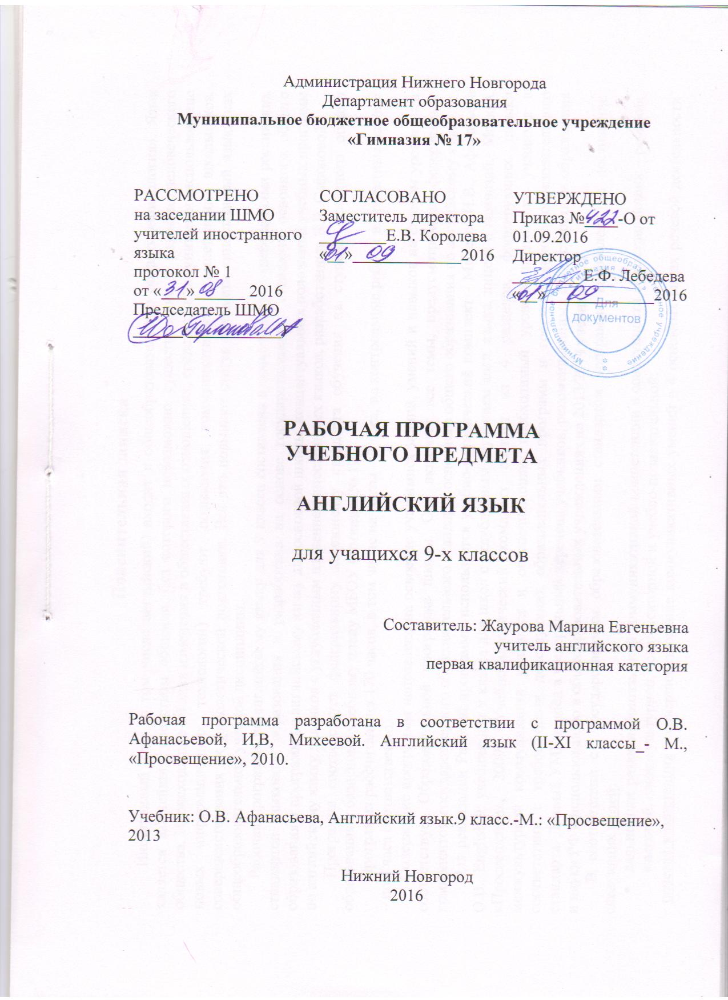 Администрация Нижнего Новгорода
Департамент образования
Муниципальное бюджетное общеобразовательное учреждение
«Гимназия № 17»
РАССМОТРЕНО
на заседании ШМО
учителей иностранного
языка
протокол № 1
от «31» 08 2016
Председатель ШМО
СОГЛАСОВАНО
Заместитель директора
Е.В. Королева
«01» 09 2016
УТВЕРЖДЕНО
Приказ №422-О от
01.09.2016
Директор
Е.Ф. Лебедева
«01» 09 2016
Муниципальное бюджетное общеобразовательное учреждение
«Гимназия № 17»
Для
документов
РАБОЧАЯ ПРОГРАММА
УЧЕБНОГО ПРЕДМЕТА
АНГЛИЙСКИЙ ЯЗЫК
для учащихся 9-х классов
Составитель: Жаурова Марина Евгеньевна
учитель английского языка
первая квалификационная категория
Рабочая программа разработана в соответствии с программой О.В.
Афанасьевой, И,В, Михеевой. Английский язык (II-XI классы_- М.,
«Просвещение», 2010.
Учебник: О.В. Афанасьева, Английский язык.9 класс.-М.: «Просвещение»,
2013
Нижний Новгород
2016